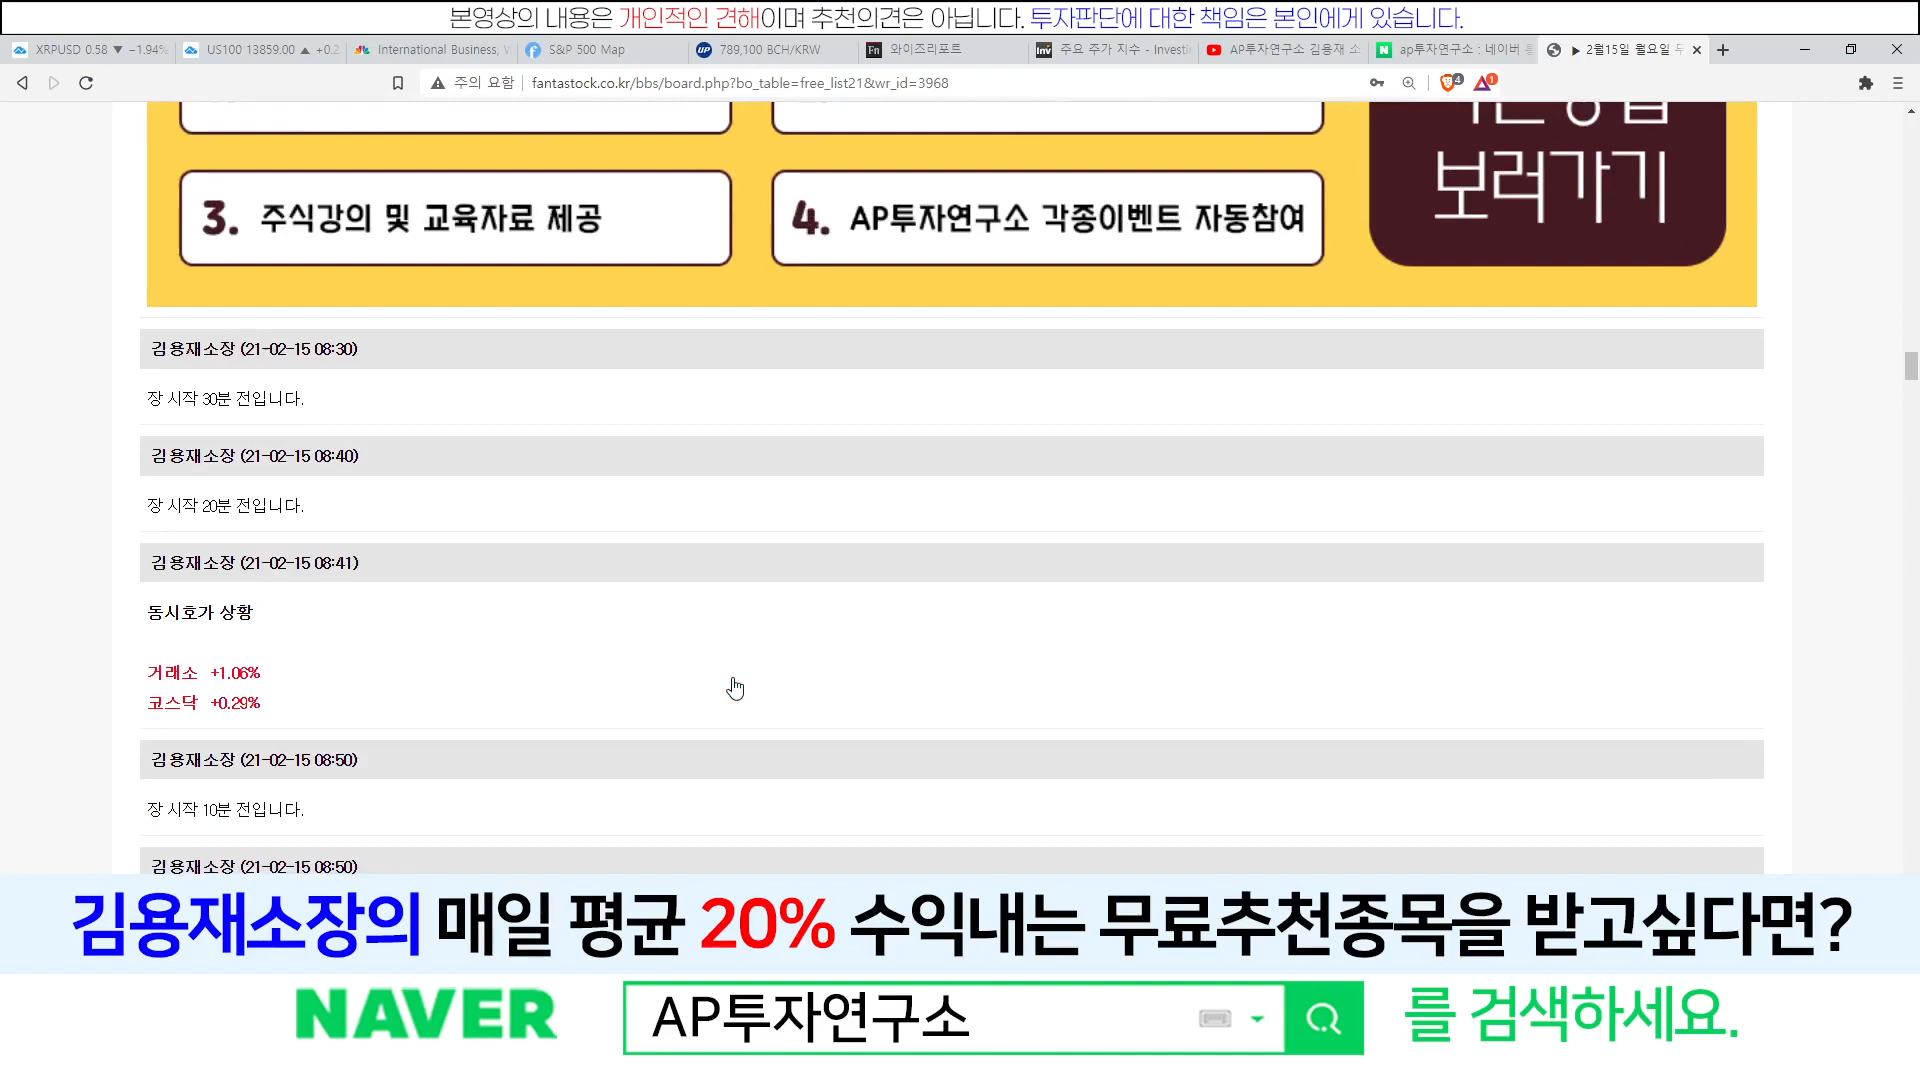 본영상의 내용은 개인적인 견해이며 추천의견은 아닙니다. 투자판단에 대한 책임은 본인에게 있습니다.
XRPUSD 0.58 ▼ −1.94%
US100 13859.00 ▲ +0.2
International Business, W
S&P 500 Map
789,100 BCH/KRW
와이즈리포트
주요 주가 지수 - Investi
AP투자연구소 김용재 소
ap투자연구소 : 네이버
▶ 2월15일 월요일
주의 요함
fantastock.co.kr/bbs/board.php?bo_table=free_list21&wr_id=3968
4
1
보러가기
3. 주식강의 및 교육자료 제공
4. AP투자연구소 각종이벤트 자동참여
김용재소장 (21-02-15 08:30)
장 시작 30분 전입니다.
김용재소장 (21-02-15 08:40)
장 시작 20분 전입니다.
김용재소장 (21-02-15 08:41)
동시호가 상황
거래소 +1.06%
코스닥 +0.29%
김용재소장 (21-02-15 08:50)
장 시작 10분 전입니다.
김용재소장 (21-02-15 08:50)
김용재소장의 매일 평균 20% 수익내는 무료추천종목을 받고싶다면?
NAVER
AP투자연구소
를 검색하세요.